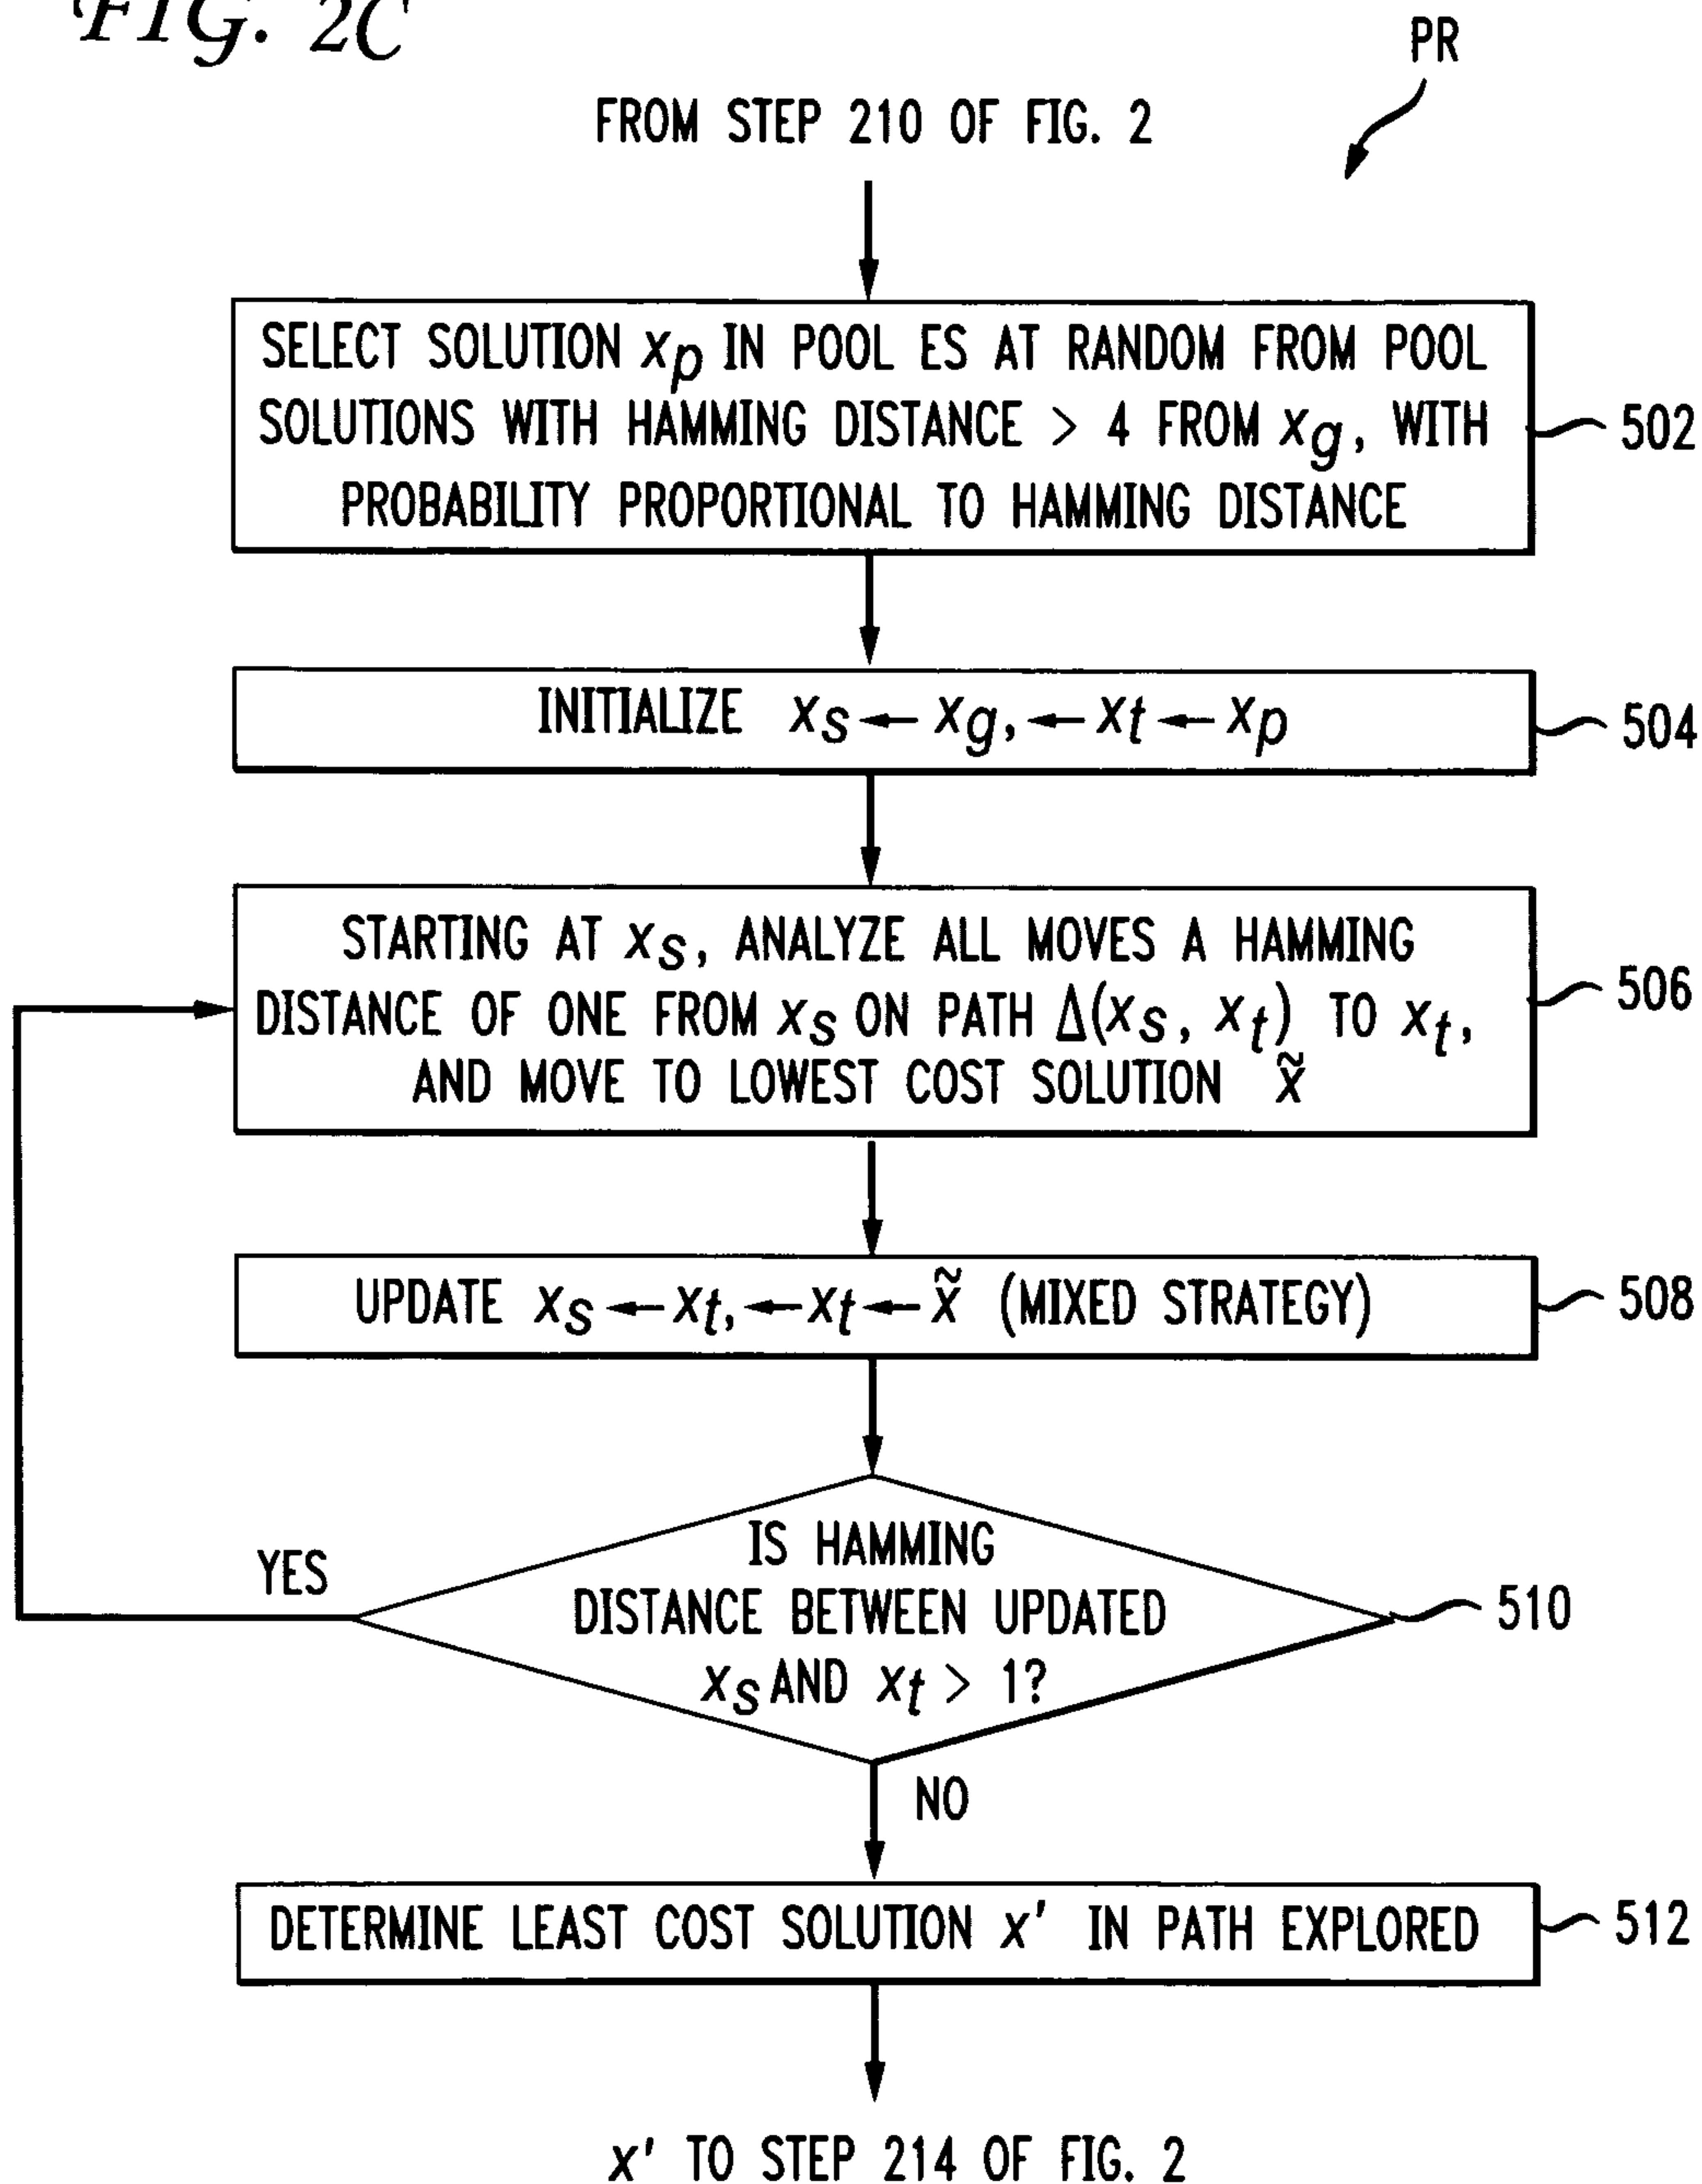 FIG. 2C
PR
FROM STEP 210 OF FIG. 2
SELECT SOLUTION xp IN POOL ES AT RANDOM FROM POOL
SOLUTIONS WITH HAMMING DISTANCE > 4 FROM xg, WITH
PROBABILITY PROPORTIONAL TO HAMMING DISTANCE
502
INITIALIZE xs ← xg, ← xt ← xp
504
STARTING AT xs, ANALYZE ALL MOVES A HAMMING
DISTANCE OF ONE FROM xs ON PATH Δ(xs, xt) TO xt,
AND MOVE TO LOWEST COST SOLUTION x̃
506
UPDATE xs ← xt, ← xt ← x̃ (MIXED STRATEGY)
508
IS HAMMING
DISTANCE BETWEEN UPDATED
xs AND xt > 1?
510
YES
NO
DETERMINE LEAST COST SOLUTION x' IN PATH EXPLORED
512
x' TO STEP 214 OF FIG. 2